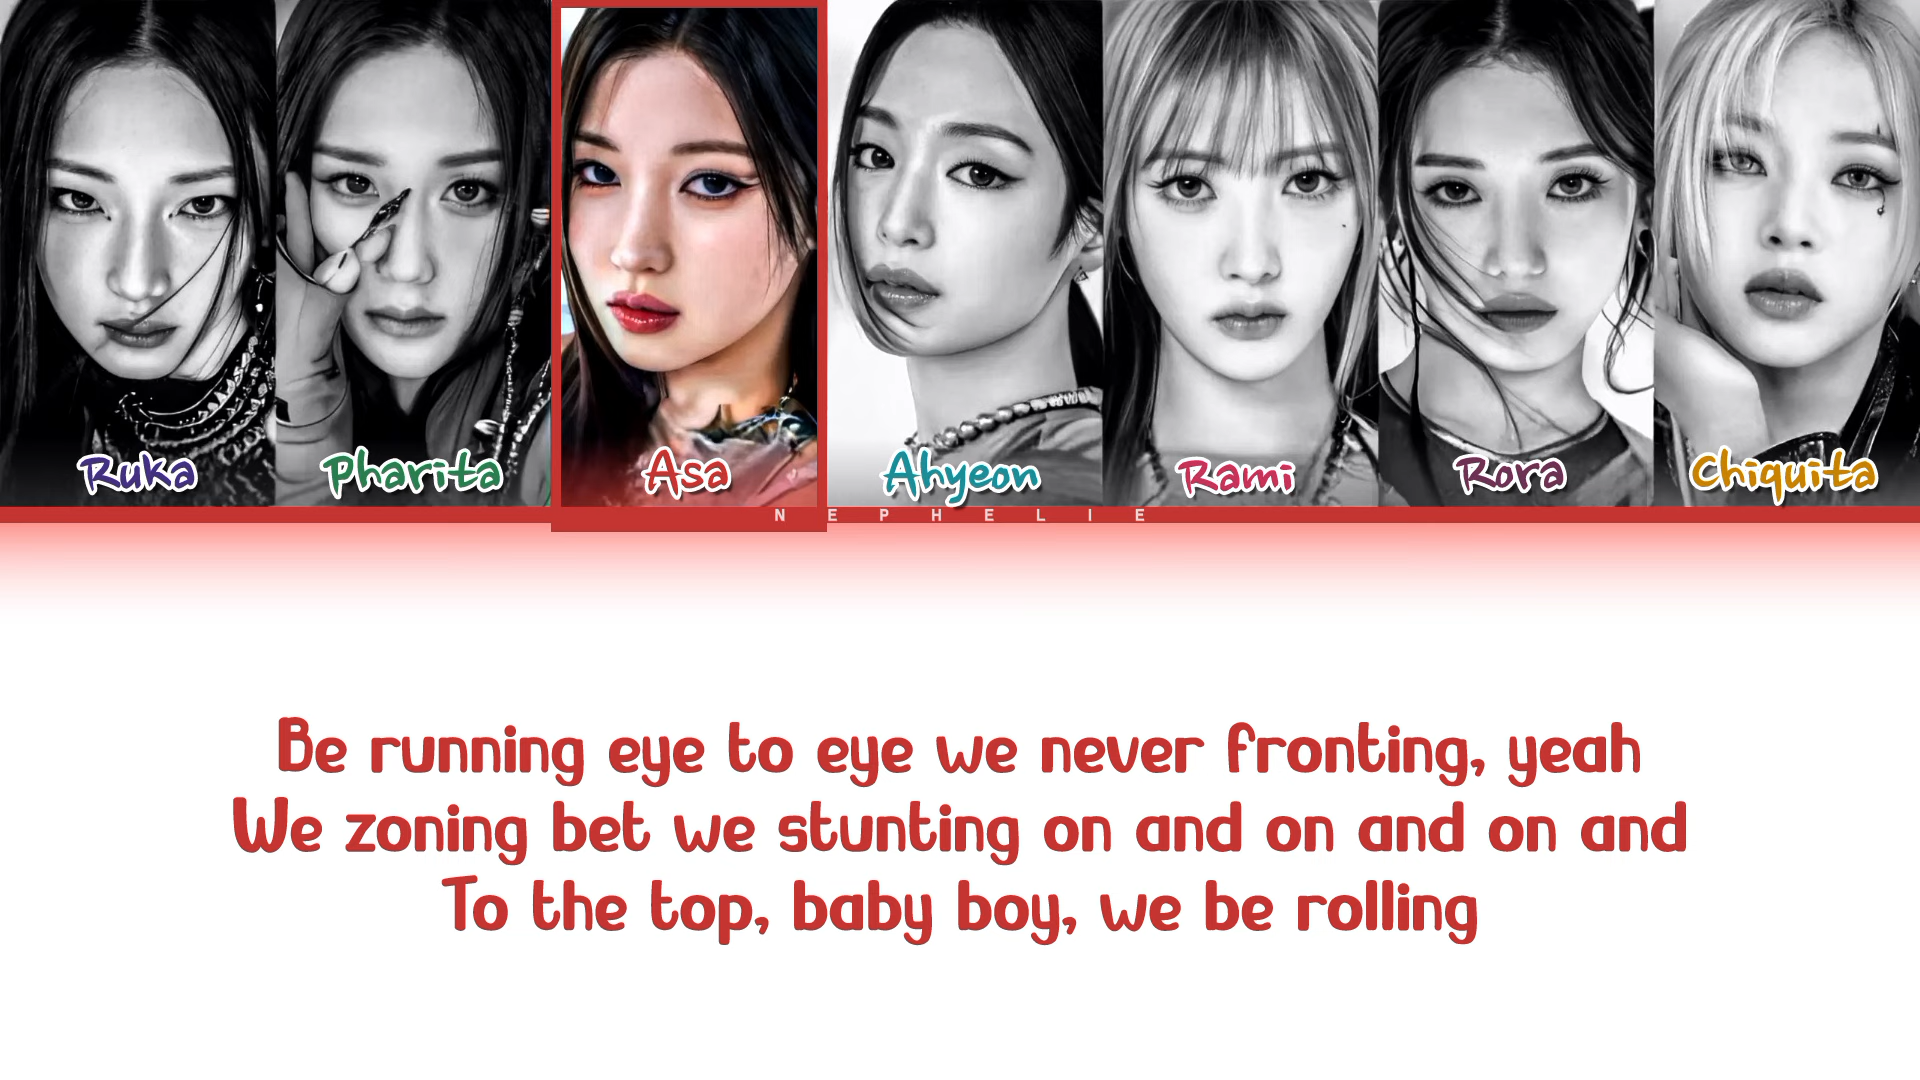 Ruka
Pharita
Asa
Ahyeon
Rami
Rora
Chiquita
NEPHELIE
Be running eye to eye we never fronting, yeah
We zoning bet we stunting on and on and on and
To the top, baby boy, we be rolling